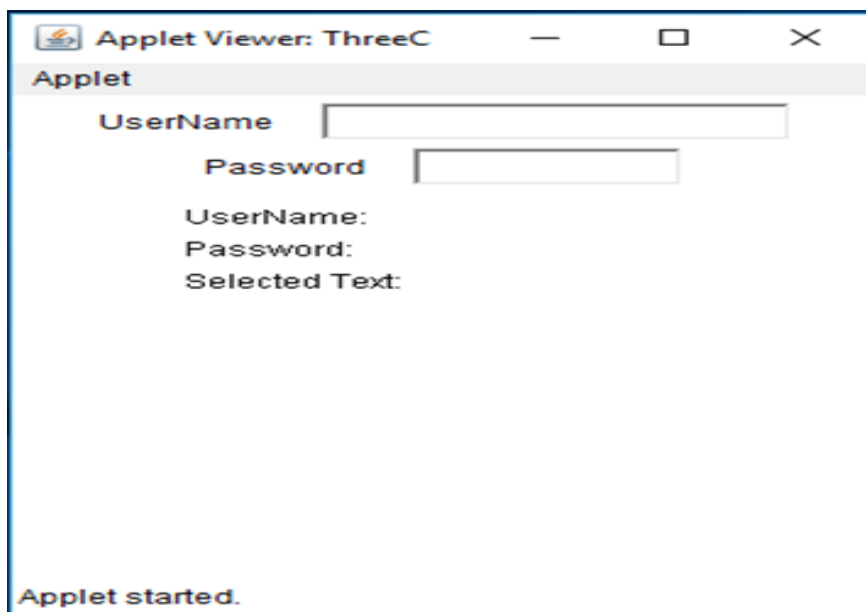 Applet Viewer: ThreeC
Applet
UserName
Password
UserName:
Password:
Selected Text:
Applet started.